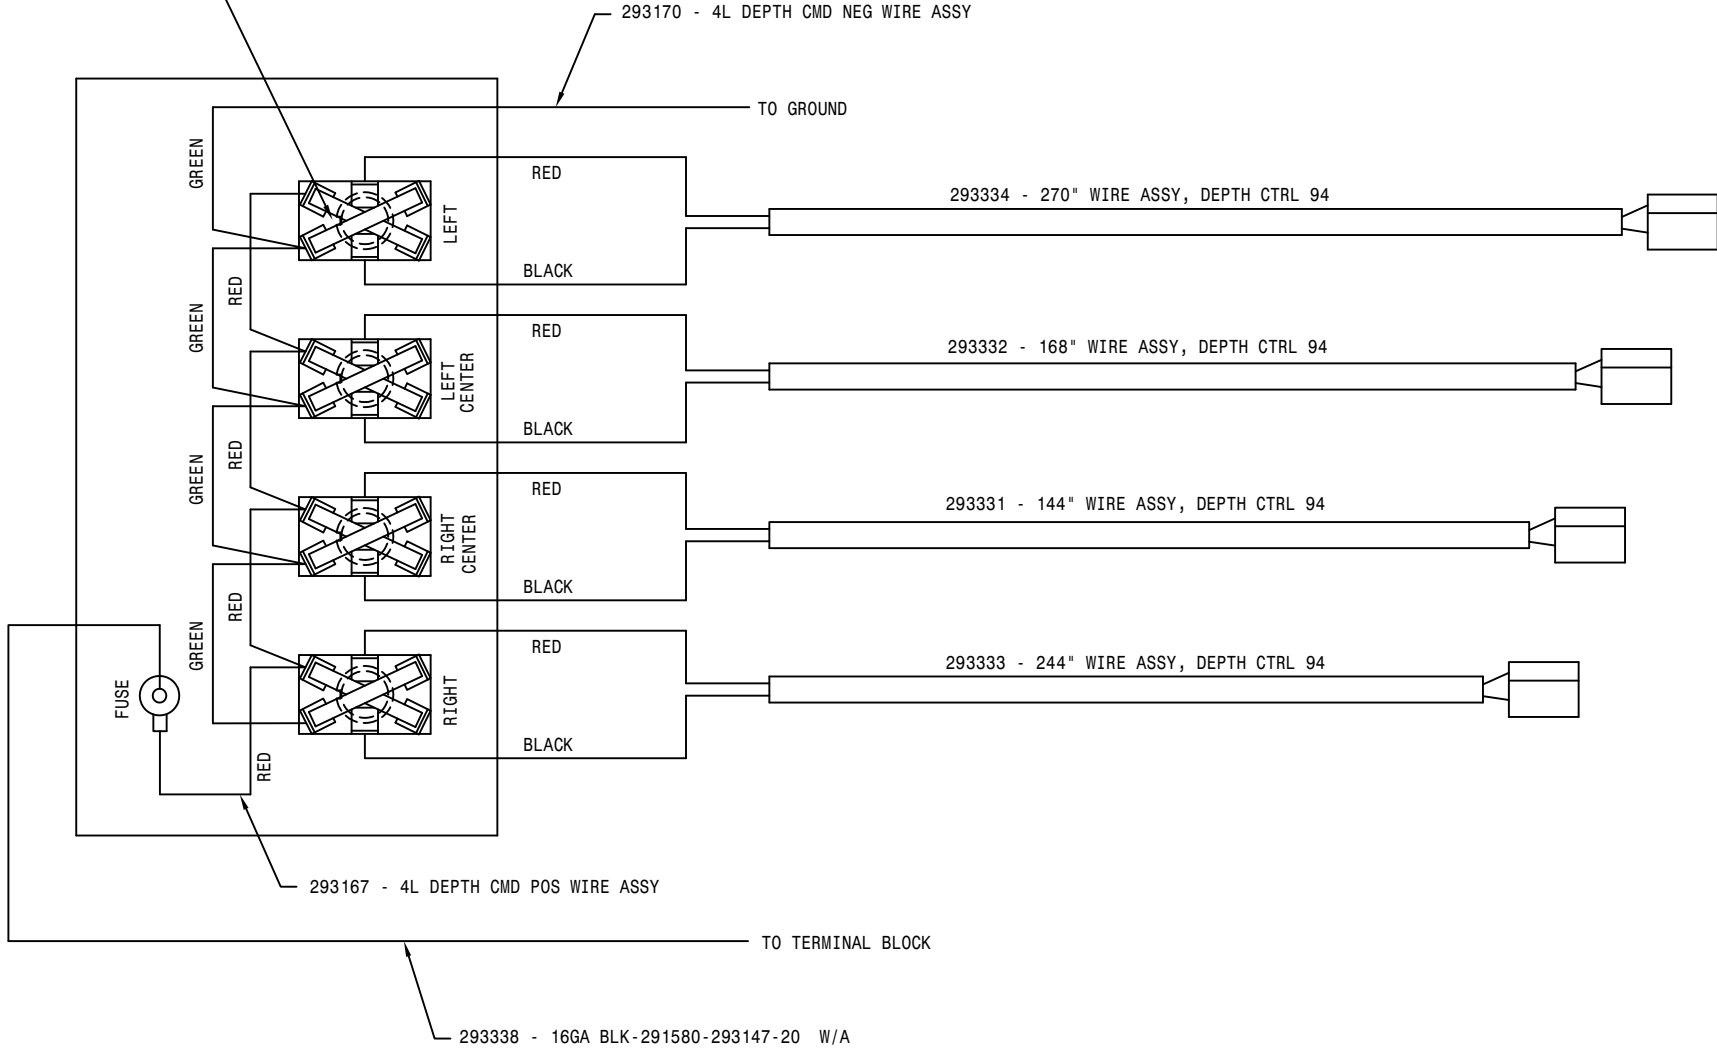 293170 - 4L DEPTH CMD NEG WIRE ASSY
TO GROUND
GREEN
RED
293334 - 270" WIRE ASSY, DEPTH CTRL 94
LEFT
BLACK
RED
GREEN
RED
293332 - 168" WIRE ASSY, DEPTH CTRL 94
LEFT
CENTER
BLACK
RED
GREEN
RED
293331 - 144" WIRE ASSY, DEPTH CTRL 94
RIGHT
CENTER
BLACK
RED
GREEN
RED
293333 - 244" WIRE ASSY, DEPTH CTRL 94
FUSE
RIGHT
BLACK
RED
293167 - 4L DEPTH CMD POS WIRE ASSY
TO TERMINAL BLOCK
293338 - 16GA BLK-291580-293147-20 W/A